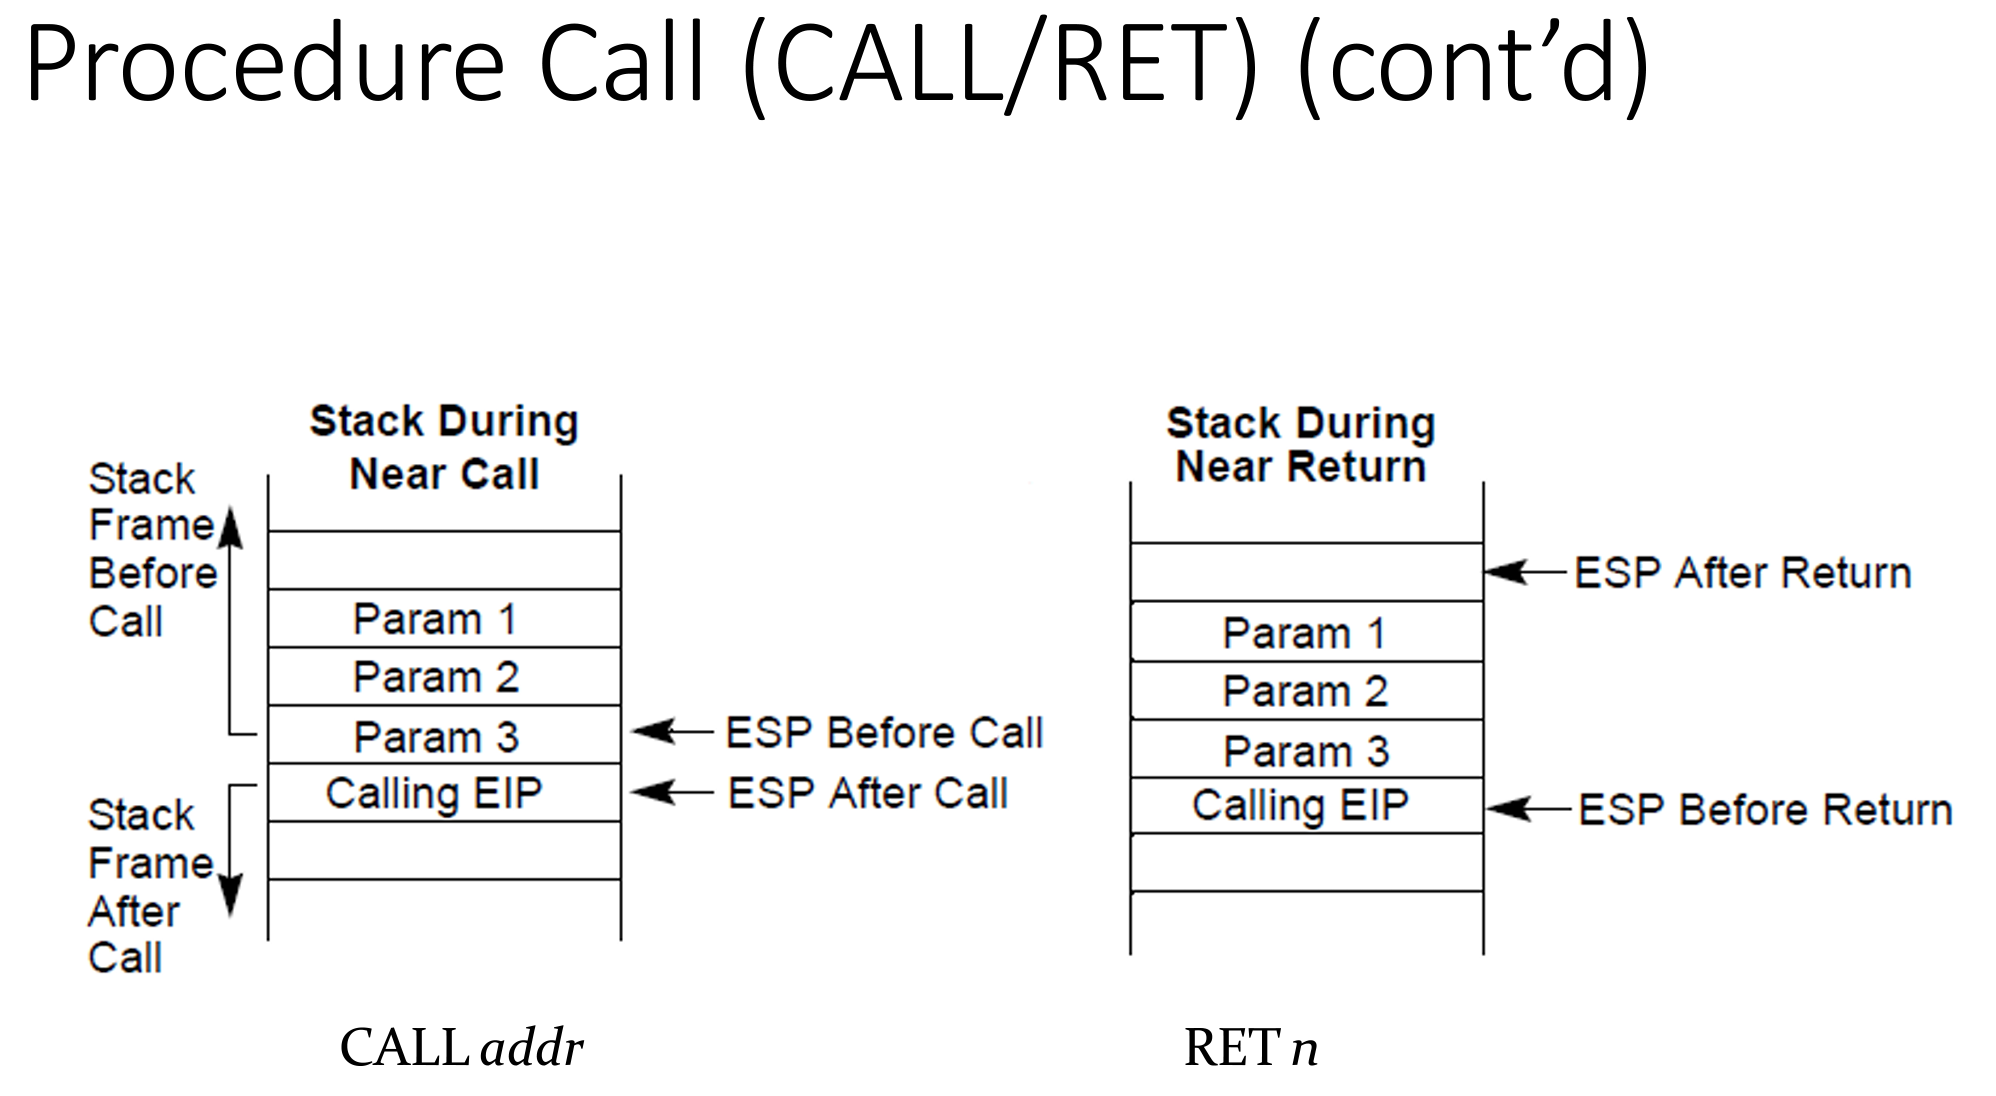 Procedure Call (CALL/RET) (cont’d)
Stack During
Near Call
Stack
Frame
Before
Call
Param 1
Param 2
Param 3
Calling EIP
ESP Before Call
ESP After Call
Stack
Frame
After
Call
CALL addr
Stack During
Near Return
ESP After Return
Param 1
Param 2
Param 3
Calling EIP
ESP Before Return
RET n